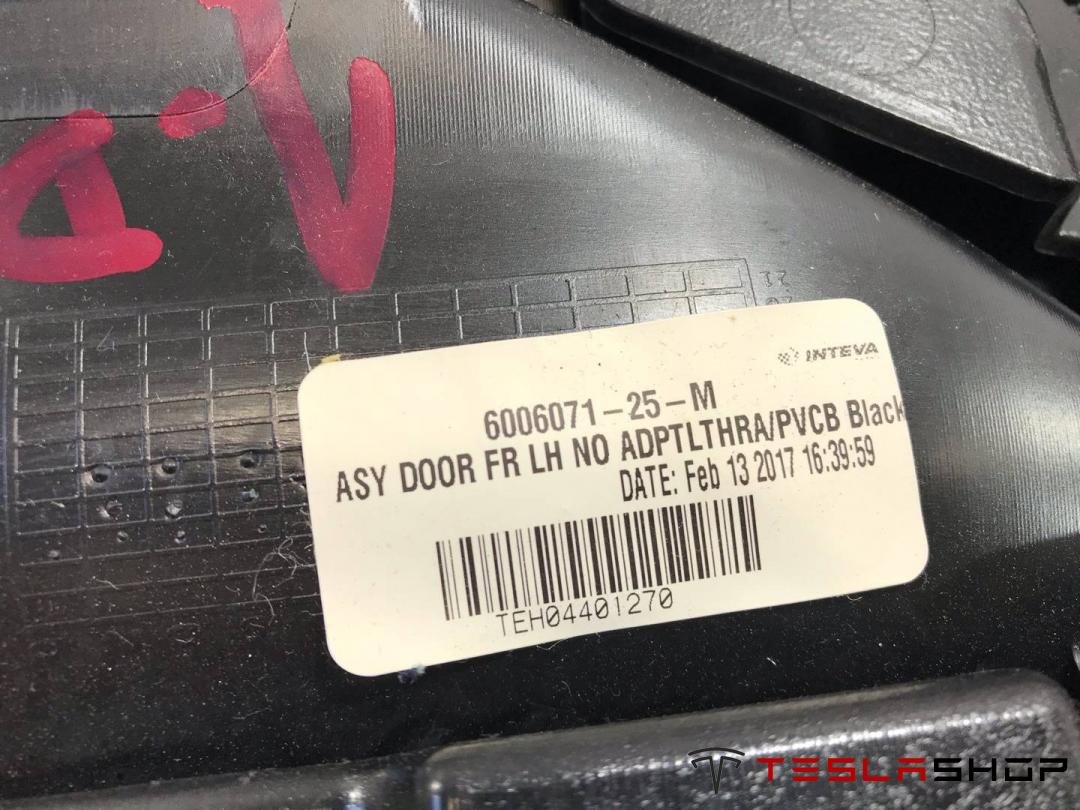 INTEVA
6006071-25-M
ASY DOOR FR LH NO ADPTLTHRA/PVCB Black
DATE: Feb 13 2017 16:39:59
TEH04401270
TESLASHOP